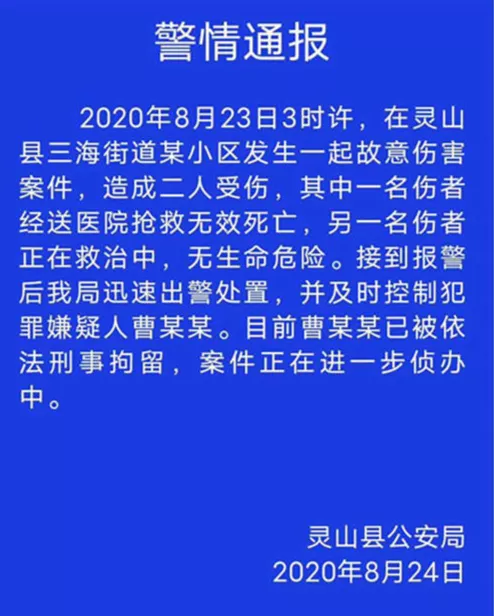 警情通报
2020年8月23日3时许，在灵山
县三海街道某小区发生一起故意伤害
案件，造成二人受伤，其中一名伤者
经送医院抢救无效死亡，另一名伤者
正在救治中，无生命危险。接到报警
后我局迅速出警处置，并及时控制犯
罪嫌疑人曹某某。目前曹某某已被依
法刑事拘留，案件正在进一步侦办
中。
灵山县公安局
2020年8月24日